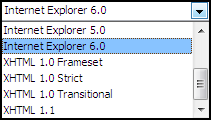 Internet Explorer 6.0
Internet Explorer 5.0
Internet Explorer 6.0
XHTML 1.0 Frameset
XHTML 1.0 Strict
XHTML 1.0 Transitional
XHTML 1.1